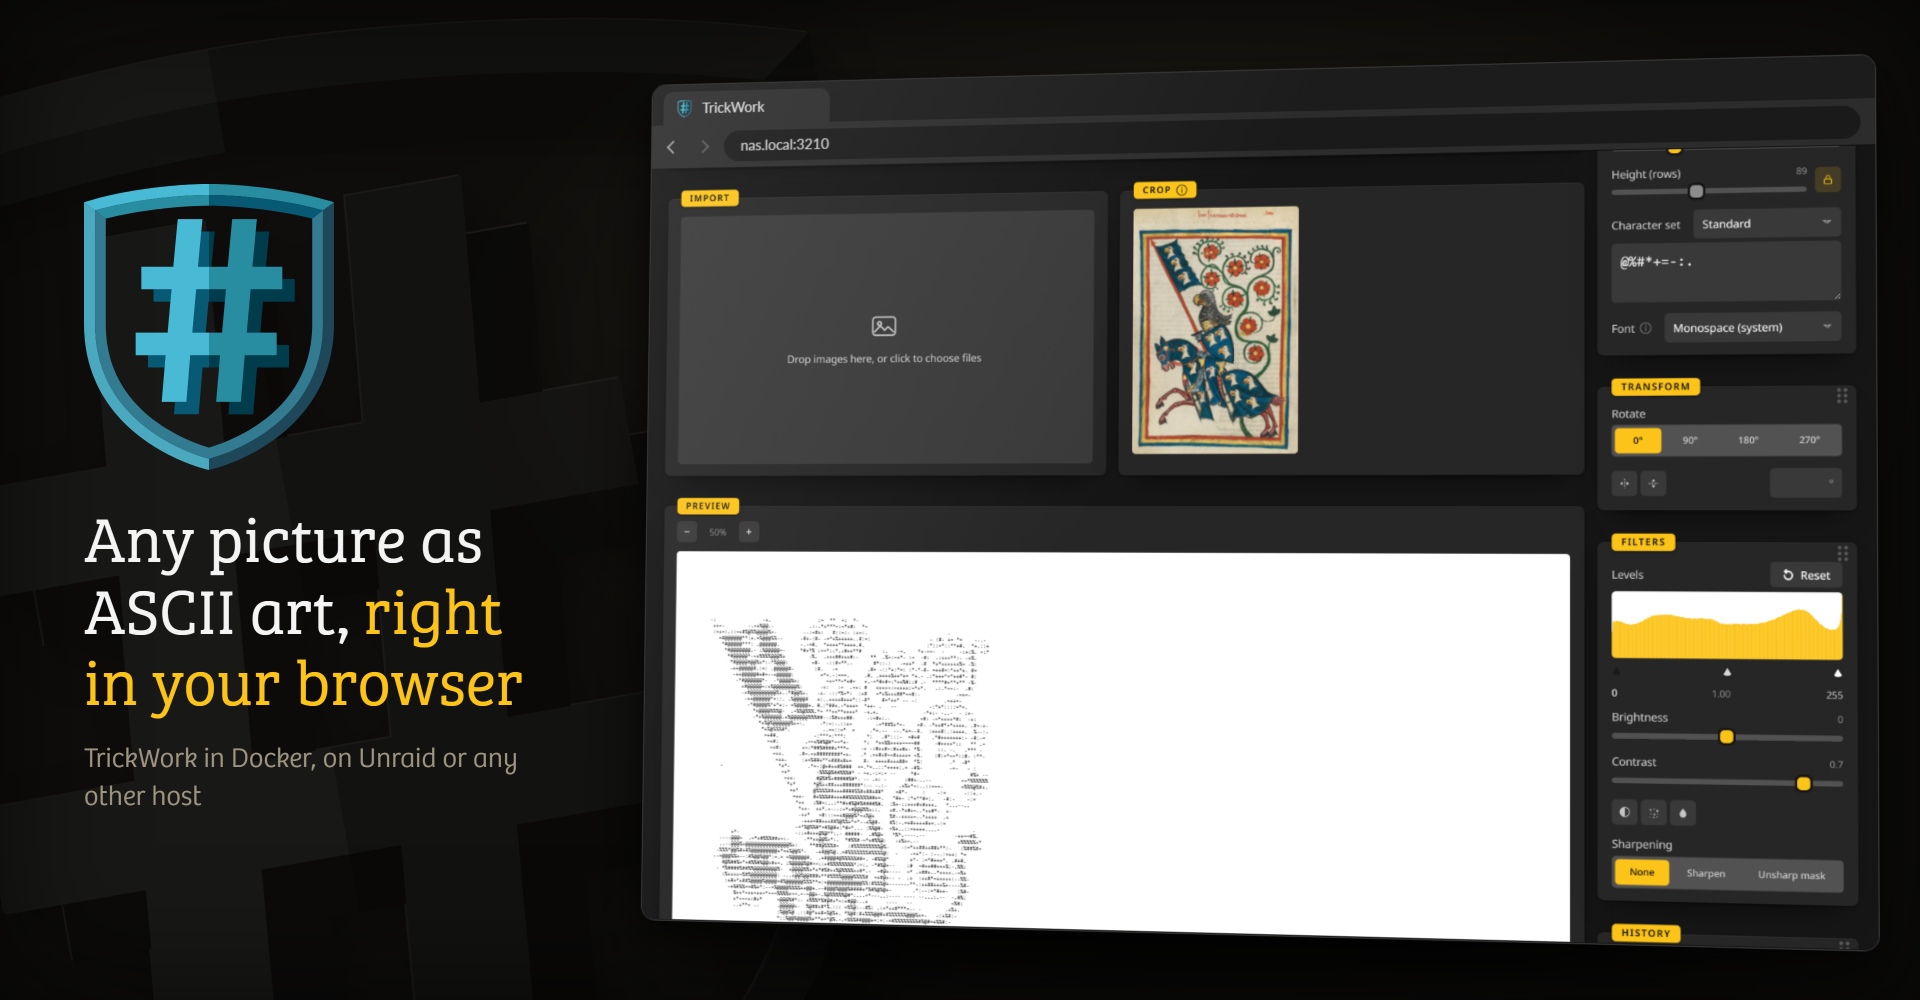 #
Any picture as
ASCII art, right
in your browser
TrickWork in Docker, on Unraid or any
other host
TrickWork
nas.local:3210
IMPORT
Drop images here, or click to choose files
CROP
PREVIEW
50%
Height (rows) 89
Character set Standard
@%#*+=-:.
Font Monospace (system)
TRANSFORM
Rotate
0° 90° 180° 270°
°
FILTERS
Levels Reset
0 1.00 255
Brightness 0
Contrast 0.7
Sharpening
None Sharpen Unsharp mask
HISTORY